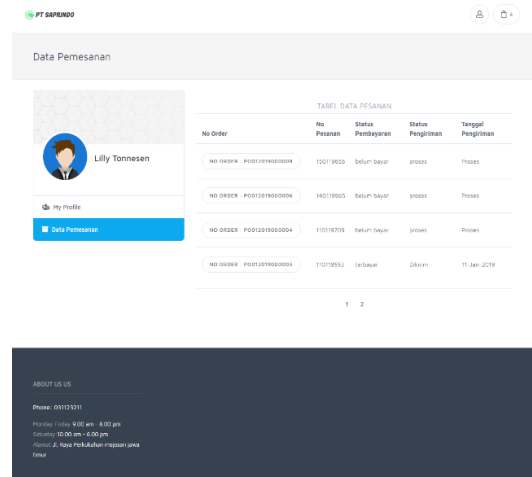 PT SAPRINDO
Data Pemesanan
TABEL DATA PESANAN
No Order No Pesanan Status Pembayaran Status Pengiriman Tanggal Pengiriman
Lilly Tonnesen
NO ORDER : PO012019000009 150119656 belum bayar proses Proses
NO ORDER : PO012019000006 140119905 belum bayar proses Proses
My Profile
Data Pemesanan
NO ORDER : PO012019000004 110119709 belum bayar proses Proses
NO ORDER : PO012019000003 110119553 terbayar Dikirim 11-Jan-2019
1 2
ABOUT US US
Phone: 031123211
Monday-Friday 9.00 am - 8.00 pm
Saturday 10.00 am - 6.00 pm
Alamat Jl. Raya Perkukuhan mojosari jawa
timur